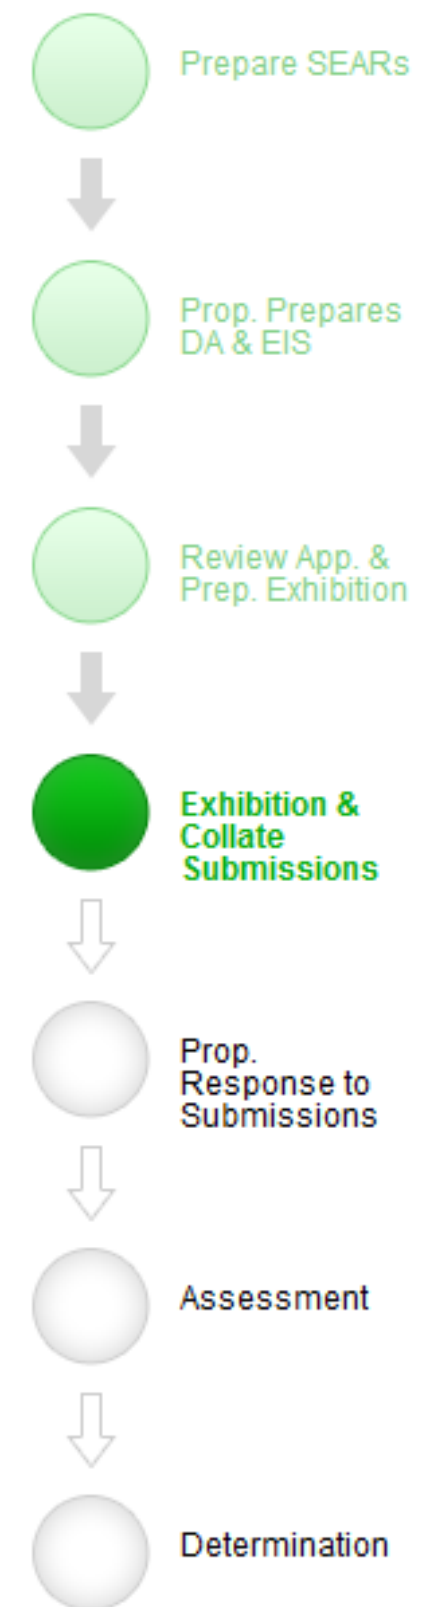 Prepare SEARs
Prop. Prepares
DA & EIS
Review App. &
Prep. Exhibition
Exhibition &
Collate
Submissions
Prop.
Response to
Submissions
Assessment
Determination